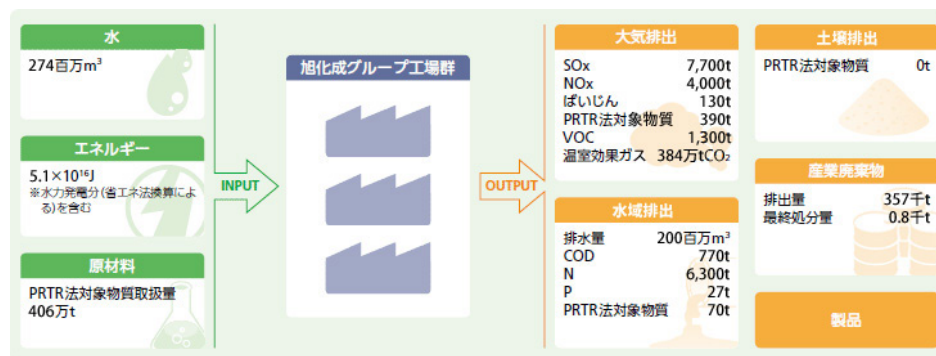 水
274百万m³
エネルギー
5.1×10¹⁶J
※水力発電分(省エネ法換算によ
る)を含む
原材料
PRTR法対象物質取扱量
406万t
INPUT
旭化成グループ工場群
OUTPUT
大気排出
SOx 7,700t
NOx 4,000t
ばいじん 130t
PRTR法対象物質 390t
VOC 1,300t
温室効果ガス 384万tCO₂
水域排出
排水量 200百万m³
COD 770t
N 6,300t
P 27t
PRTR法対象物質 70t
土壌排出
PRTR法対象物質 0t
産業廃棄物
排出量 357千t
最終処分量 0.8千t
製品